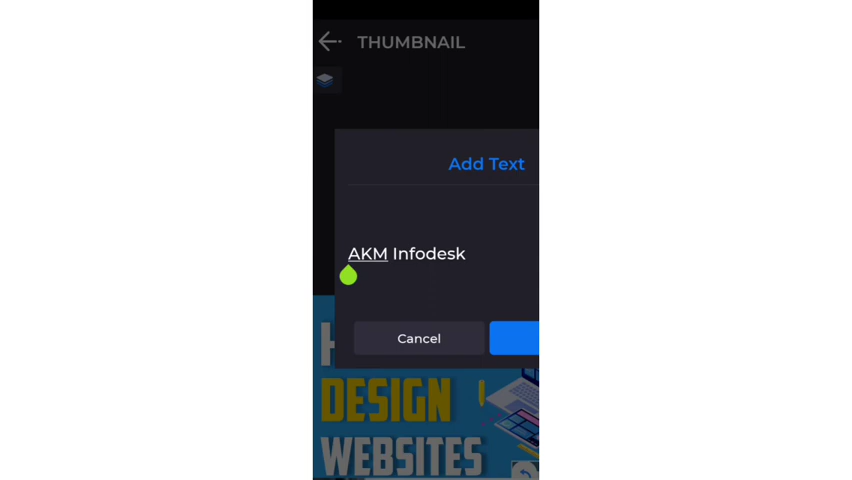 THUMBNAIL
Add Text
AKM Infodesk
Cancel
DESIGN
WEBSITES